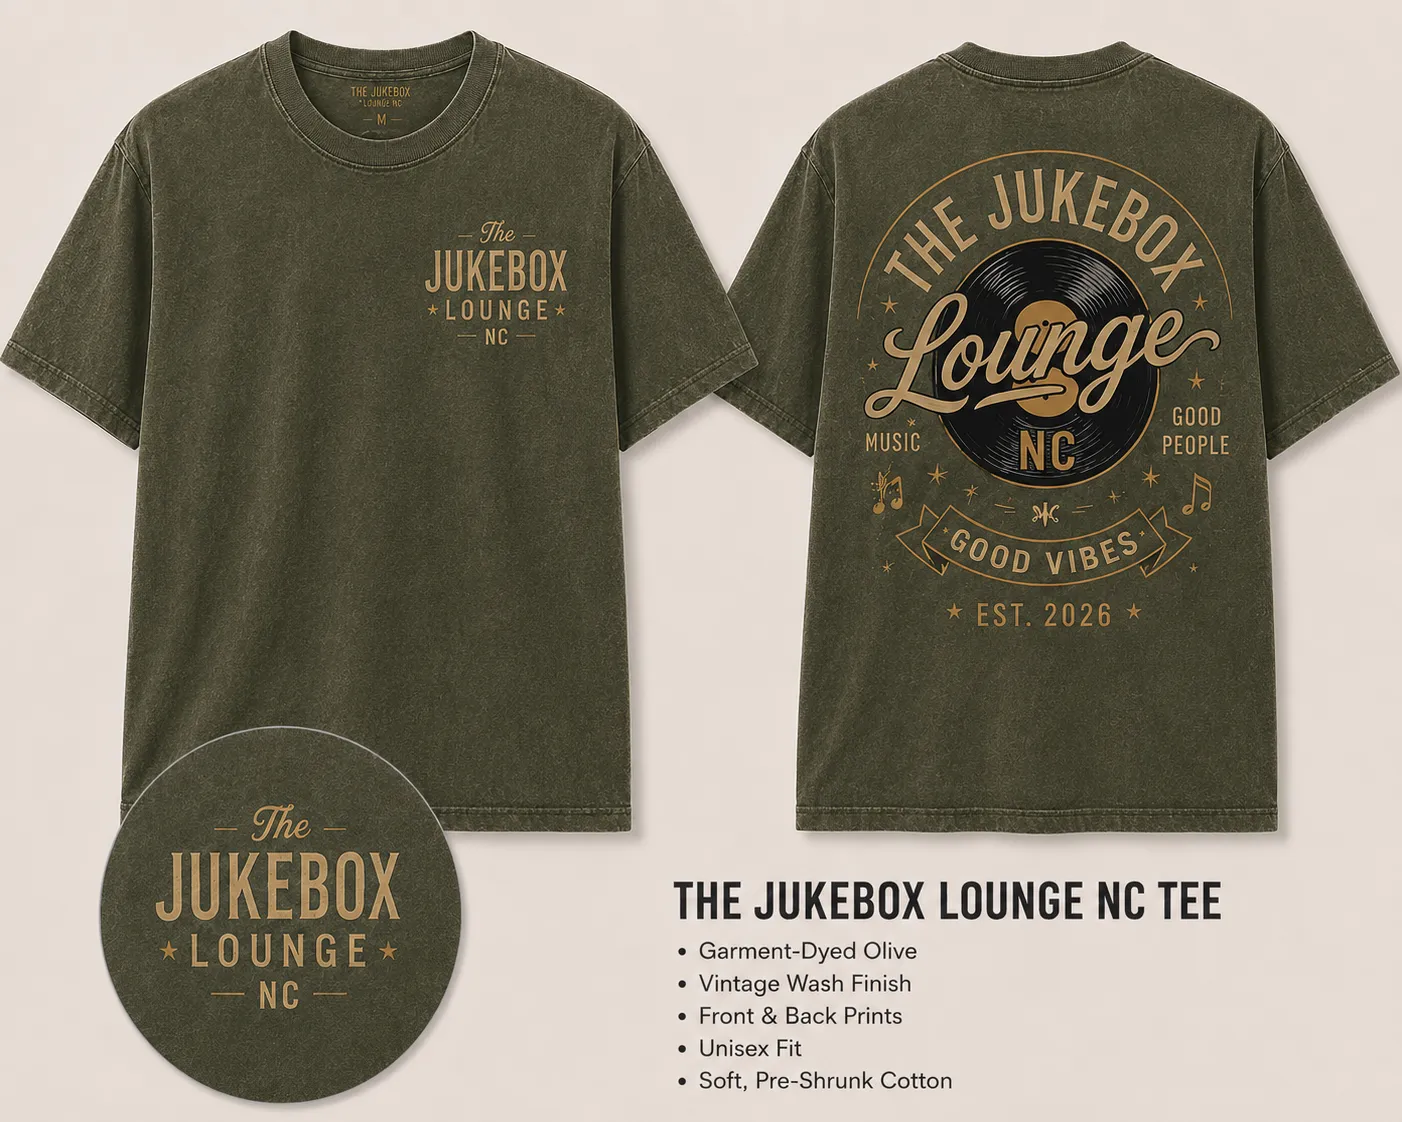 THE JUKEBOX
LOUNGE NC
M
The
JUKEBOX
LOUNGE
NC
THE JUKEBOX
Lounge
NC
MUSIC
GOOD
PEOPLE
GOOD VIBES
EST. 2026
The
JUKEBOX
LOUNGE
NC
THE JUKEBOX LOUNGE NC TEE
• Garment-Dyed Olive
• Vintage Wash Finish
• Front & Back Prints
• Unisex Fit
• Soft, Pre-Shrunk Cotton